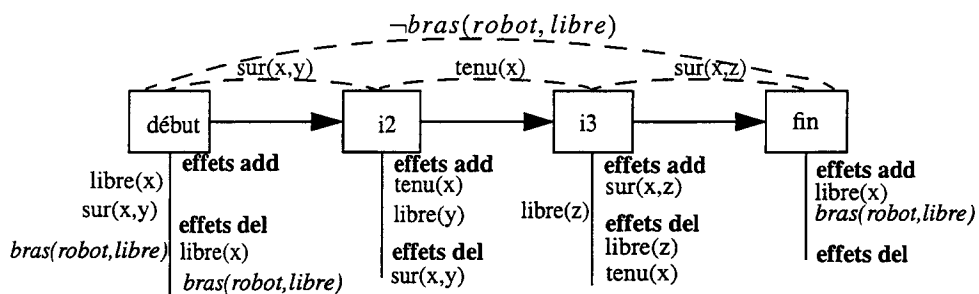 ¬bras(robot, libre)
sur(x,y) tenu(x) sur(x,z)
début i2 i3 fin
effets add
libre(x)
sur(x,y)
effets del
bras(robot,libre) libre(x)
bras(robot,libre)
effets add
tenu(x)
libre(y)
effets del
sur(x,y)
effets add
sur(x,z)
libre(z)
effets del
libre(z)
tenu(x)
effets add
libre(x)
bras(robot,libre)
effets del